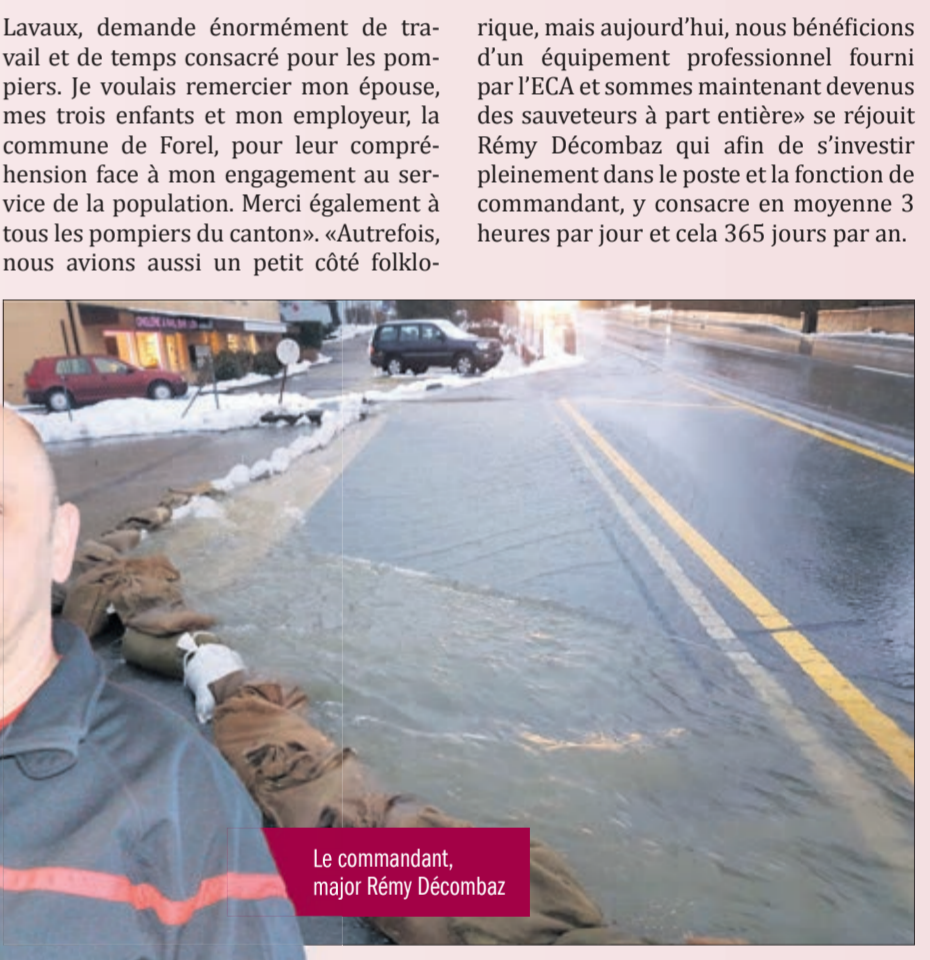 Lavaux, demande énormément de tra-
vail et de temps consacré pour les pom-
piers. Je voulais remercier mon épouse,
mes trois enfants et mon employeur, la
commune de Forel, pour leur compré-
hension face à mon engagement au ser-
vice de la population. Merci également à
tous les pompiers du canton». «Autrefois,
nous avions aussi un petit côté folklo-
rique, mais aujourd’hui, nous bénéficions
d’un équipement professionnel fourni
par l’ECA et sommes maintenant devenus
des sauveteurs à part entière» se réjouit
Rémy Décombaz qui afin de s’investir
pleinement dans le poste et la fonction de
commandant, y consacre en moyenne 3
heures par jour et cela 365 jours par an.
Le commandant,
major Rémy Décombaz